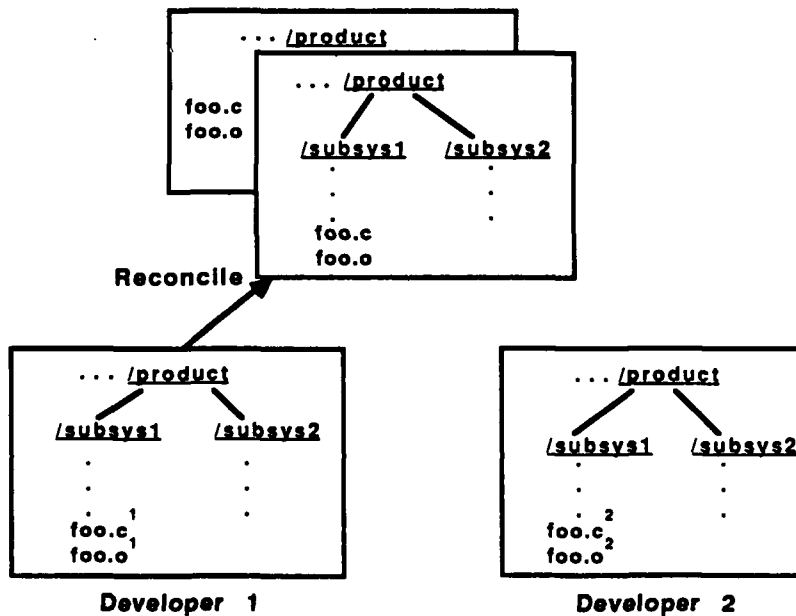 ... /product
foo.c
foo.o
... /product
/subsys1 /subsys2
foo.c
foo.o
Reconcile
... /product
/subsys1 /subsys2
foo.c¹
foo.o¹
Developer 1
... /product
/subsys1 /subsys2
foo.c²
foo.o²
Developer 2